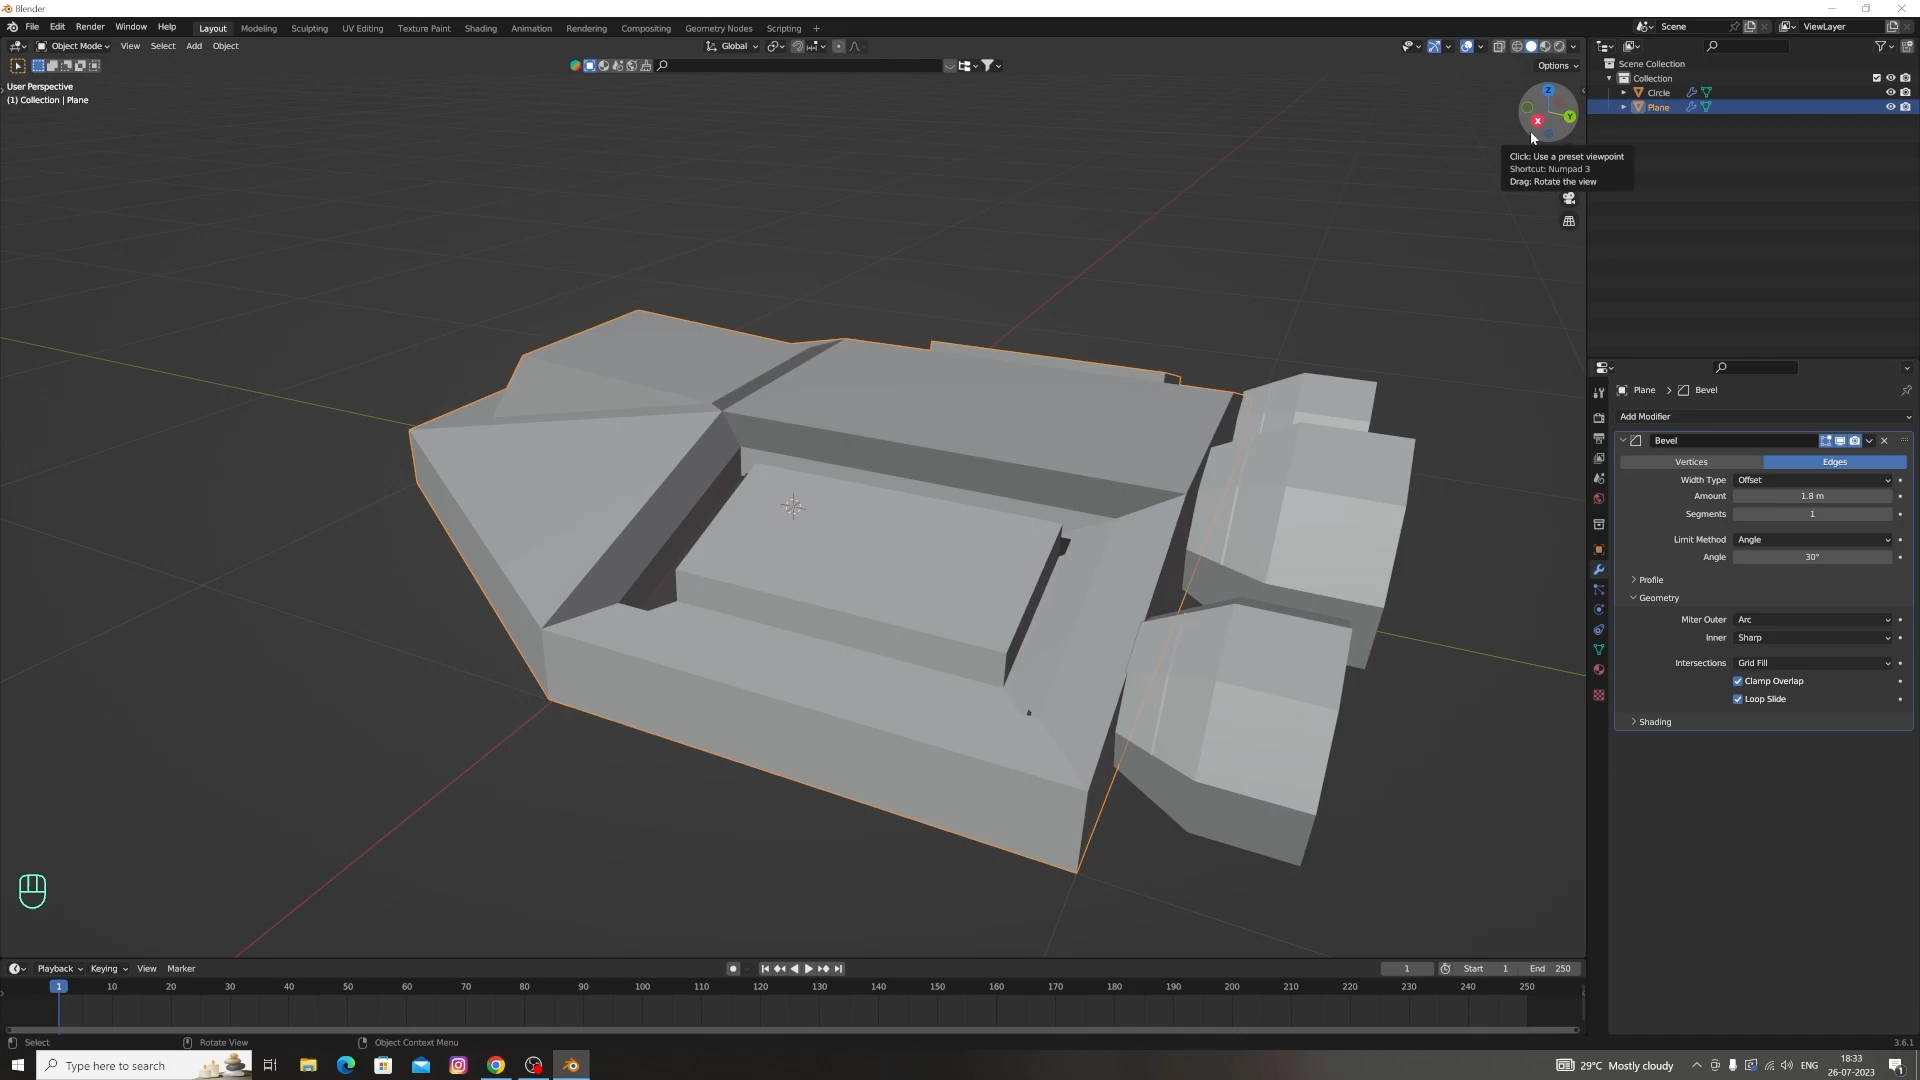 Blender
File Edit Render Window Help Layout Modeling Sculpting UV Editing Texture Paint Shading Animation Rendering Compositing Geometry Nodes Scripting + Scene ViewLayer
Object Mode View Select Add Object Global
Options
User Perspective
(1) Collection | Plane
Z
Y
X
Click: Use a preset viewpoint
Shortcut: Numpad 3
Drag: Rotate the view
Scene Collection
Collection
Circle
Plane
Plane > Bevel
Add Modifier
Bevel
Vertices Edges
Width Type Offset
Amount 1.8 m
Segments 1
Limit Method Angle
Angle 30°
Profile
Geometry
Miter Outer Arc
Inner Sharp
Intersections Grid Fill
Clamp Overlap
Loop Slide
Shading
Playback Keying View Marker 1 Start 1 End 250
1 10 20 30 40 50 60 70 80 90 100 110 120 130 140 150 160 170 180 190 200 210 220 230 240 250
Select Rotate View Object Context Menu 3.6.1
Type here to search 29°C Mostly cloudy ENG 18:33
26-07-2023
1